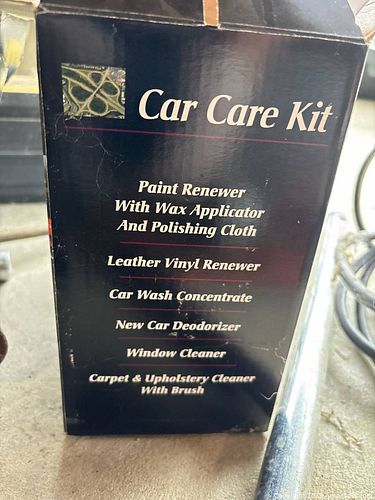 Car Care Kit
Paint Renewer
With Wax Applicator
And Polishing Cloth
Leather Vinyl Renewer
Car Wash Concentrate
New Car Deodorizer
Window Cleaner
Carpet & Upholstery Cleaner
With Brush